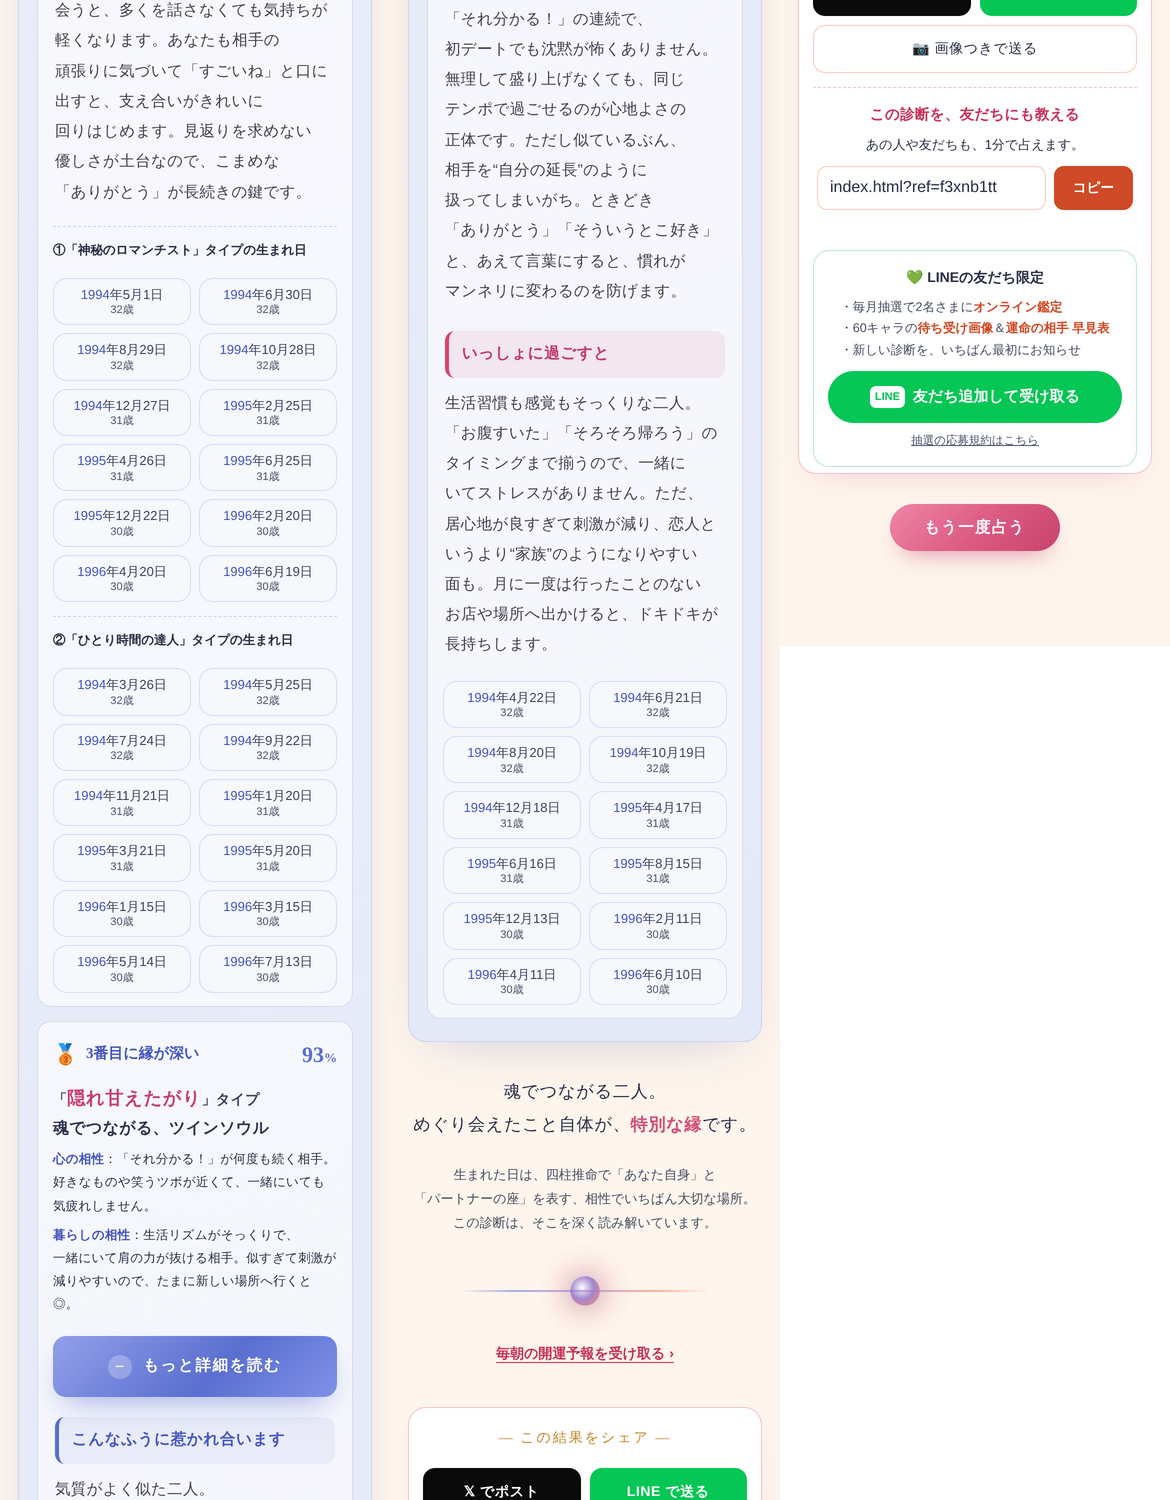 会うと、多くを話さなくても気持ちが
軽くなります。あなたも相手の
頑張りに気づいて「すごいね」と口に
出すと、支え合いがきれいに
回りはじめます。見返りを求めない
優しさが土台なので、こまめな
「ありがとう」が長続きの鍵です。
①「神秘のロマンチスト」タイプの生まれ日
1994年5月1日
32歳
1994年6月30日
32歳
1994年8月29日
32歳
1994年10月28日
32歳
1994年12月27日
31歳
1995年2月25日
31歳
1995年4月26日
31歳
1995年6月25日
31歳
1995年12月22日
30歳
1996年2月20日
30歳
1996年4月20日
30歳
1996年6月19日
30歳
②「ひとり時間の達人」タイプの生まれ日
1994年3月26日
32歳
1994年5月25日
32歳
1994年7月24日
32歳
1994年9月22日
32歳
1994年11月21日
31歳
1995年1月20日
31歳
1995年3月21日
31歳
1995年5月20日
31歳
1996年1月15日
30歳
1996年3月15日
30歳
1996年5月14日
30歳
1996年7月13日
30歳
3番目に縁が深い
93%
「隠れ甘えたがり」タイプ
魂でつながる、ツインソウル
心の相性：「それ分かる！」が何度も続く相手。
好きなものや笑うツボが近くて、一緒にいても
気疲れしません。
暮らしの相性：生活リズムがそっくりで、
一緒にいて肩の力が抜ける相手。似すぎて刺激が
減りやすいので、たまに新しい場所へ行くと
◎。
− もっと詳細を読む
こんなふうに惹かれ合います
気質がよく似た二人。
「それ分かる！」の連続で、
初デートでも沈黙が怖くありません。
無理して盛り上げなくても、同じ
テンポで過ごせるのが心地よさの
正体です。ただし似ているぶん、
相手を“自分の延長”のように
扱ってしまいがち。ときどき
「ありがとう」「そういうとこ好き」
と、あえて言葉にすると、慣れが
マンネリに変わるのを防げます。
いっしょに過ごすと
生活習慣も感覚もそっくりな二人。
「お腹すいた」「そろそろ帰ろう」の
タイミングまで揃うので、一緒に
いてストレスがありません。ただ、
居心地が良すぎて刺激が減り、恋人と
いうより“家族”のようになりやすい
面も。月に一度は行ったことのない
お店や場所へ出かけると、ドキドキが
長持ちします。
1994年4月22日
32歳
1994年6月21日
32歳
1994年8月20日
32歳
1994年10月19日
32歳
1994年12月18日
31歳
1995年4月17日
31歳
1995年6月16日
31歳
1995年8月15日
31歳
1995年12月13日
30歳
1996年2月11日
30歳
1996年4月11日
30歳
1996年6月10日
30歳
魂でつながる二人。
めぐり会えたこと自体が、特別な縁です。
生まれた日は、四柱推命で「あなた自身」と
「パートナーの座」を表す、相性でいちばん大切な場所。
この診断は、そこを深く読み解いています。
毎朝の開運予報を受け取る ›
— この結果をシェア —
𝕏 でポスト
LINE で送る
📷 画像つきで送る
この診断を、友だちにも教える
あの人や友だちも、1分で占えます。
index.html?ref=f3xnb1tt
コピー
💚 LINEの友だち限定
・毎月抽選で2名さまにオンライン鑑定
・60キャラの待ち受け画像＆運命の相手 早見表
・新しい診断を、いちばん最初にお知らせ
LINE 友だち追加して受け取る
抽選の応募規約はこちら
もう一度占う